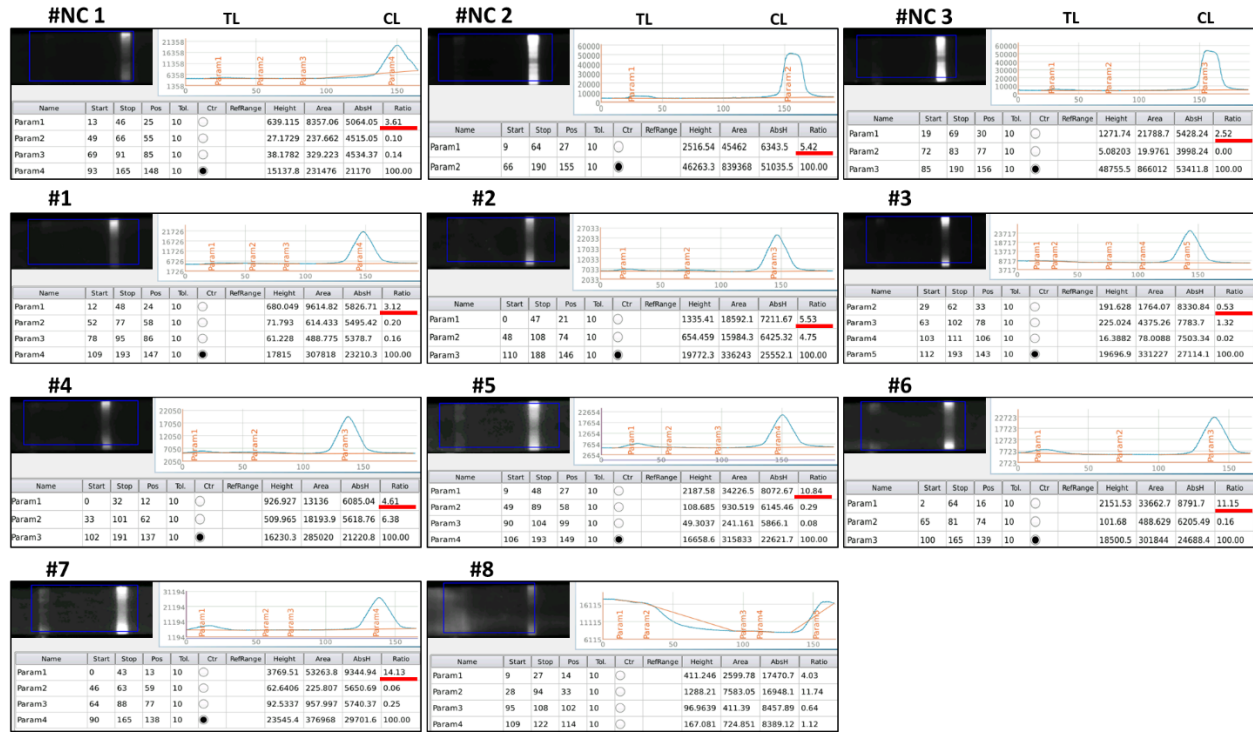 #NC 1 TL CL
21358
16358
11358
6358
1358
0 50 100 150
Param1 Param2 Param3 Param4
Name Start Stop Pos Tol. Ctr RefRange Height Area AbsH Ratio
Param1 13 46 25 10 639.115 8357.06 5064.05 3.61
Param2 49 66 55 10 27.1729 237.662 4515.05 0.10
Param3 69 91 85 10 38.1782 329.223 4534.37 0.14
Param4 93 165 148 10 15137.8 231476 21170 100.00
#NC 2 TL CL
60000
50000
40000
30000
20000
10000
0
0 50 100 150
Param1 Param2
Name Start Stop Pos Tol. Ctr RefRange Height Area AbsH Ratio
Param1 9 64 27 10 2516.54 45462 6343.5 5.42
Param2 66 190 155 10 46263.3 839368 51035.5 100.00
#NC 3 TL CL
60000
50000
40000
30000
20000
10000
0
0 50 100 150
Param1 Param2 Param3
Name Start Stop Pos Tol. Ctr RefRange Height Area AbsH Ratio
Param1 19 69 30 10 1271.74 21788.7 5428.24 2.52
Param2 72 83 77 10 5.08203 19.9761 3998.24 0.00
Param3 85 190 156 10 48755.5 866012 53411.8 100.00
#1
21726
16726
11726
6726
1726
0 50 100 150
Param1 Param2 Param3 Param4
Name Start Stop Pos Tol. Ctr RefRange Height Area AbsH Ratio
Param1 12 48 24 10 680.049 9614.82 5826.71 3.12
Param2 52 77 58 10 71.793 614.433 5495.42 0.20
Param3 78 95 86 10 61.228 488.775 5378.7 0.16
Param4 109 193 147 10 17815 307818 23210.3 100.00
#2
27033
22033
17033
12033
7033
2033
0 50 100 150
Param1 Param2 Param3
Name Start Stop Pos Tol. Ctr RefRange Height Area AbsH Ratio
Param1 0 47 21 10 1335.41 18592.1 7211.67 5.53
Param2 48 108 74 10 654.459 15984.3 6425.32 4.75
Param3 110 188 146 10 19772.3 336243 25552.1 100.00
#3
23717
18717
13717
8717
3717
0 50 100 150
Param1 Param2 Param3 Param4 Param5
Name Start Stop Pos Tol. Ctr RefRange Height Area AbsH Ratio
Param2 29 62 33 10 191.628 1764.07 8330.84 0.53
Param3 63 102 78 10 225.024 4375.26 7783.7 1.32
Param4 103 111 106 10 16.3882 78.0088 7503.34 0.02
Param5 112 193 143 10 19696.9 331227 27114.1 100.00
#4
22050
17050
12050
7050
2050
0 50 100 150
Param1 Param2 Param3
Name Start Stop Pos Tol. Ctr RefRange Height Area AbsH Ratio
Param1 0 32 12 10 926.927 13136 6085.04 4.61
Param2 33 101 62 10 509.965 18193.9 5618.76 6.38
Param3 102 191 137 10 16230.3 285020 21220.8 100.00
#5
22654
17654
12654
7654
2654
0 50 100 150
Param1 Param2 Param3 Param4
Name Start Stop Pos Tol. Ctr RefRange Height Area AbsH Ratio
Param1 9 48 27 10 2187.58 34226.5 8072.67 10.84
Param2 49 89 58 10 108.685 930.519 6145.46 0.29
Param3 90 104 99 10 49.3037 241.161 5866.1 0.08
Param4 106 193 149 10 16658.6 315833 22621.7 100.00
#6
27723
22723
17723
12723
7723
2723
0 50 100 150
Param1 Param2 Param3
Name Start Stop Pos Tol. Ctr RefRange Height Area AbsH Ratio
Param1 2 64 16 10 2151.53 33662.7 8791.7 11.15
Param2 65 81 74 10 101.68 488.629 6205.49 0.16
Param3 100 165 139 10 18500.5 301844 24688.4 100.00
#7
31194
21194
11194
1194
0 50 100 150
Param1 Param2 Param3 Param4
Name Start Stop Pos Tol. Ctr RefRange Height Area AbsH Ratio
Param1 0 43 13 10 3769.51 53263.8 9344.94 14.13
Param2 46 63 59 10 62.6406 225.807 5650.69 0.06
Param3 64 88 77 10 92.5337 957.997 5740.37 0.25
Param4 90 165 138 10 23545.4 376968 29701.6 100.00
#8
16115
11115
6115
0 50 100 150
Param1 Param2 Param3 Param4 Param5
Name Start Stop Pos Tol. Ctr RefRange Height Area AbsH Ratio
Param1 9 27 14 10 411.246 2599.78 17470.7 4.03
Param2 28 94 33 10 1288.21 7583.05 16948.1 11.74
Param3 95 108 102 10 96.9639 411.39 8457.89 0.64
Param4 109 122 114 10 167.081 724.851 8389.12 1.12